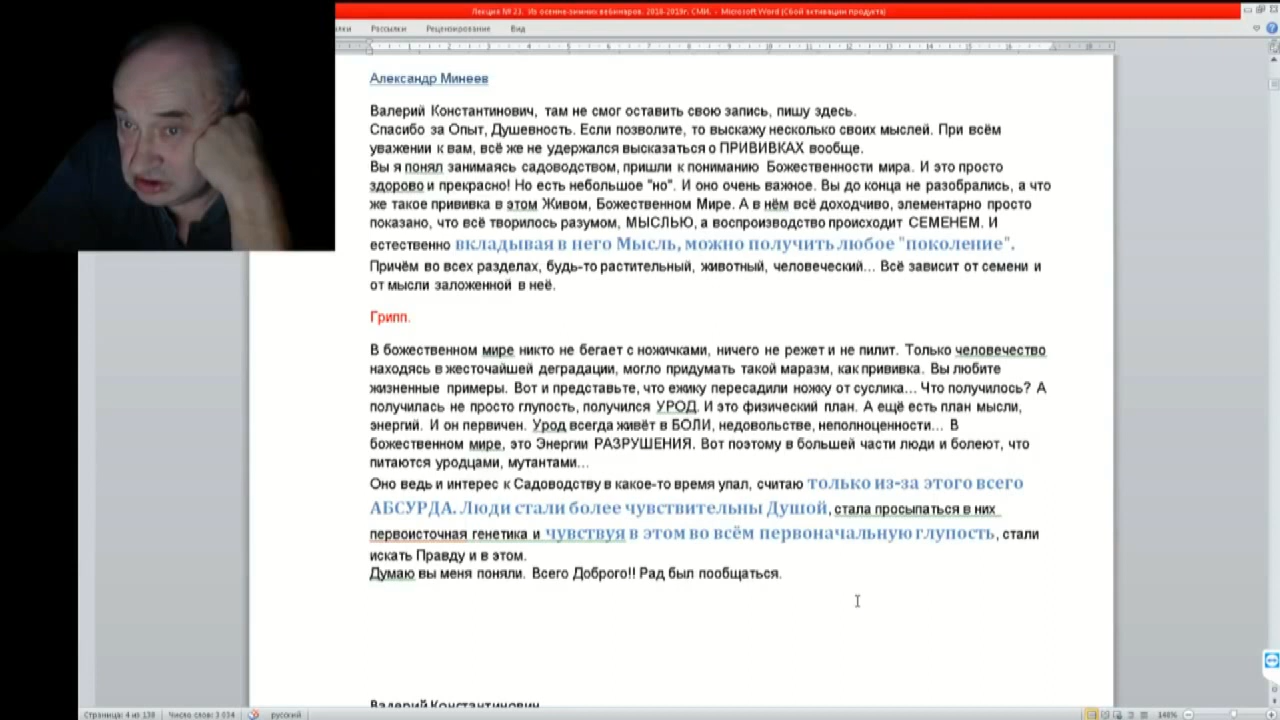 Лекция № 23. Из осенне-зимних вебинаров. 2018-2019г. СМИ. - Microsoft Word (Сбой активации продукта)
Рассылки Рецензирование Вид
Александр Минеев
Валерий Константинович, там не смог оставить свою запись, пишу здесь.
Спасибо за Опыт, Душевность. Если позволите, то выскажу несколько своих мыслей. При всём
уважении к вам, всё же не удержался высказаться о ПРИВИВКАХ вообще.
Вы я понял занимаясь садоводством, пришли к пониманию Божественности мира. И это просто
здорово и прекрасно! Но есть небольшое "но". И оно очень важное. Вы до конца не разобрались, а что
же такое прививка в этом Живом, Божественном Мире. А в нём всё доходчиво, элементарно просто
показано, что всё творилось разумом, МЫСЛЬЮ, а воспроизводство происходит СЕМЕНЕМ. И
естественно вкладывая в него Мысль, можно получить любое "поколение".
Причём во всех разделах, будь-то растительный, животный, человеческий... Всё зависит от семени и
от мысли заложенной в неё.
Грипп.
В божественном мире никто не бегает с ножичками, ничего не режет и не пилит. Только человечество
находясь в жесточайшей деградации, могло придумать такой маразм, как прививка. Вы любите
жизненные примеры. Вот и представьте, что ежику пересадили ножку от суслика... Что получилось? А
получилась не просто глупость, получился УРОД. И это физический план. А ещё есть план мысли,
энергий. И он первичен. Урод всегда живёт в БОЛИ, недовольстве, неполноценности... В
божественном мире, это Энергии РАЗРУШЕНИЯ. Вот поэтому в большей части люди и болеют, что
питаются уродцами, мутантами...
Оно ведь и интерес к Садоводству в какое-то время упал, считаю только из-за этого всего
АБСУРДА. Люди стали более чувствительны Душой, стала просыпаться в них
первоисточная генетика и чувствуя в этом во всём первоначальную глупость, стали
искать Правду и в этом.
Думаю вы меня поняли. Всего Доброго!! Рад был пообщаться.
Валерий Константинович
Страница: 4 из 138 Число слов: 3 034 русский 148%